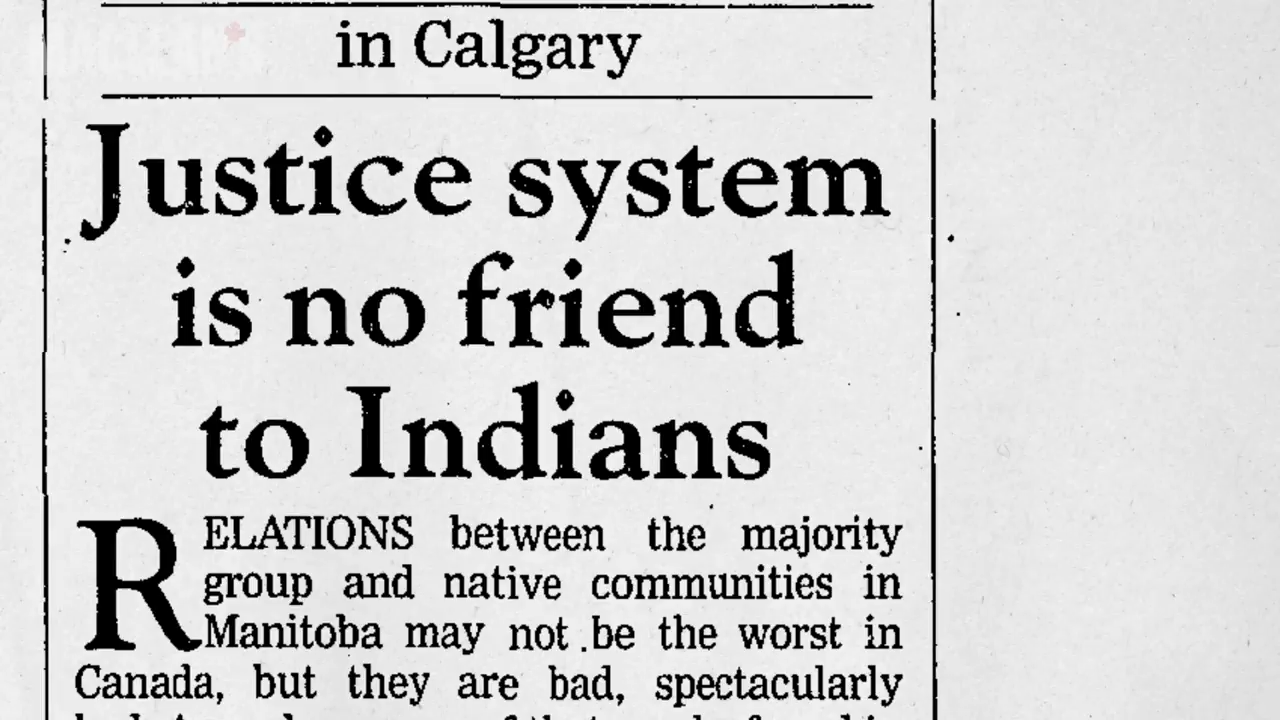 in Calgary
Justice system
is no friend
to Indians
RELATIONS between the majority
group and native communities in
Manitoba may not be the worst in
Canada, but they are bad, spectacularly